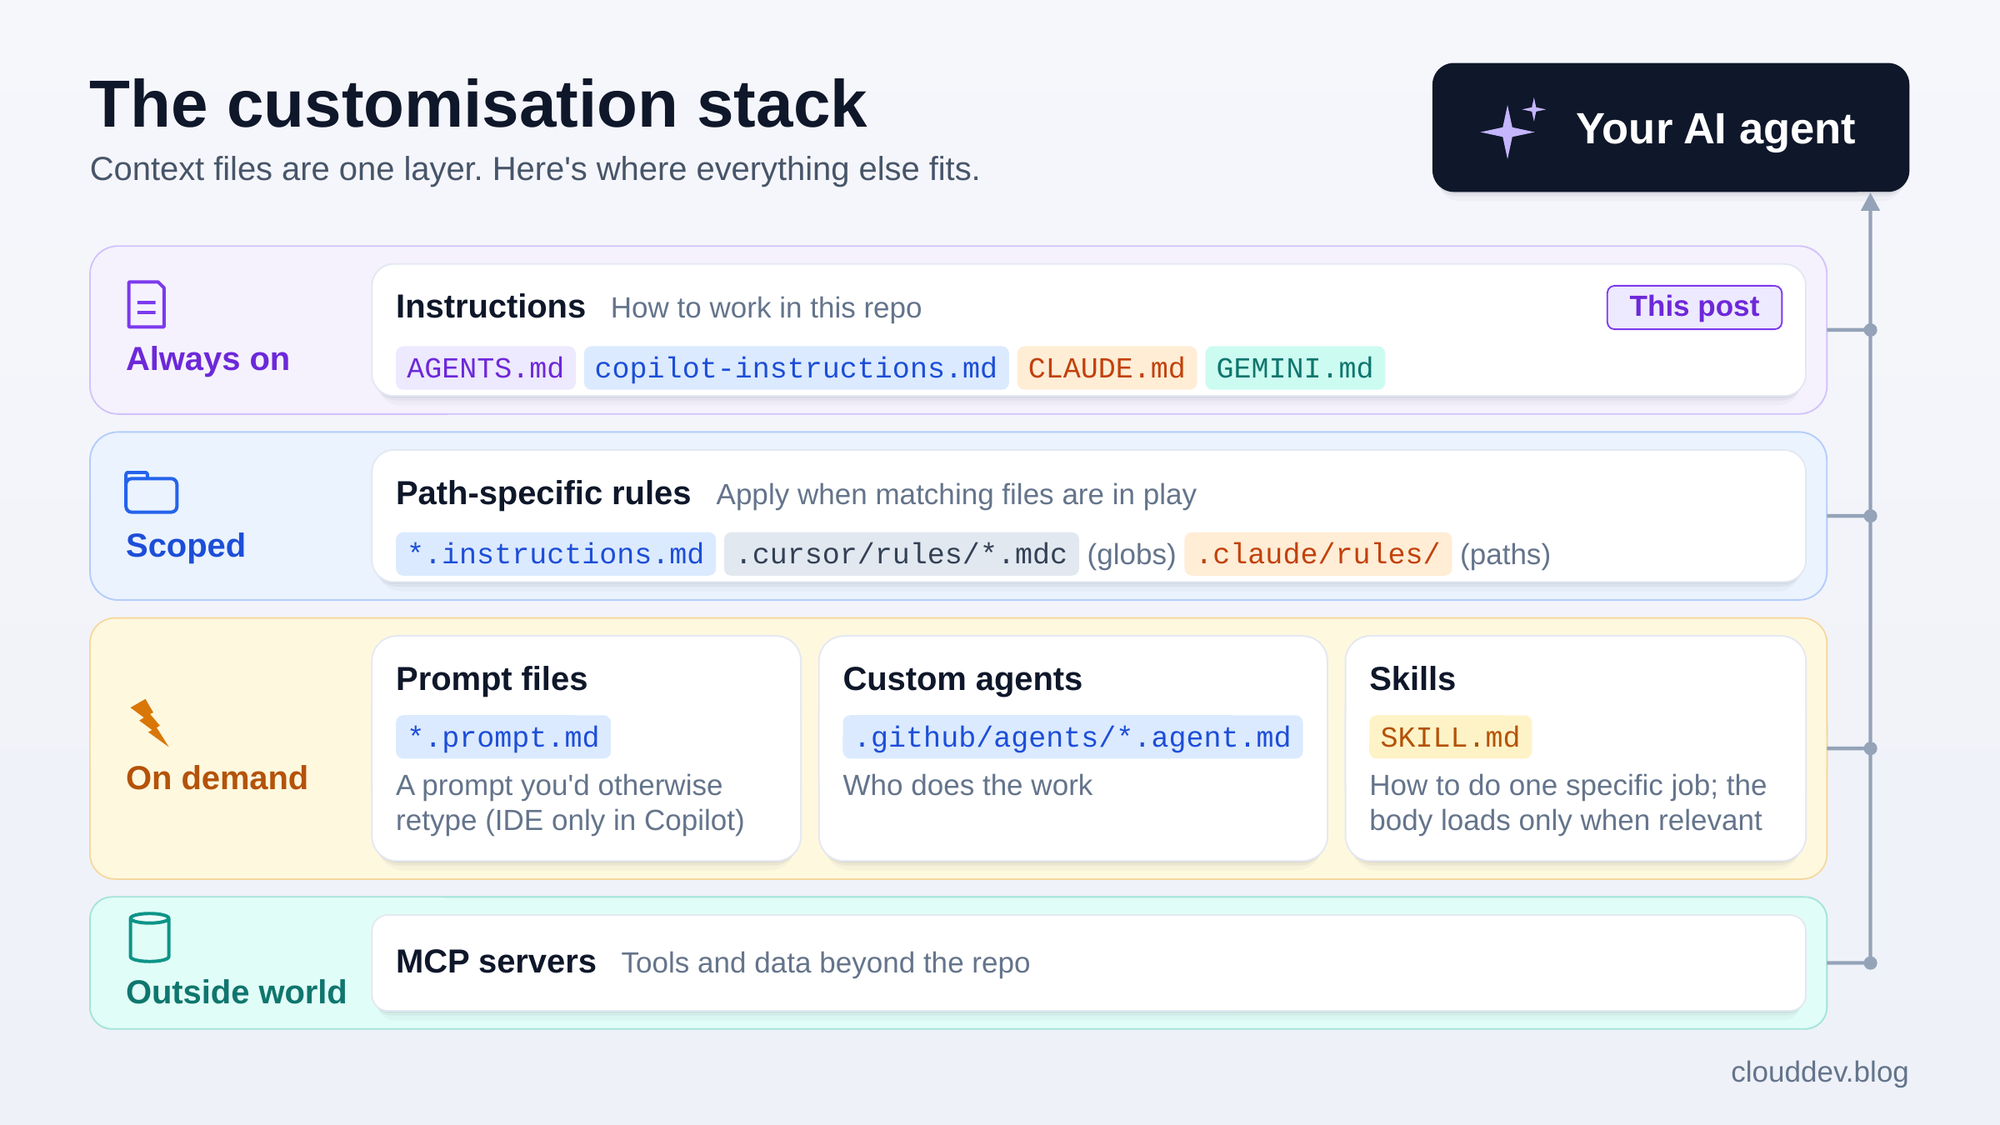 The customisation stack
Context files are one layer. Here's where everything else fits.
Your AI agent
Always on
Instructions How to work in this repo
This post
AGENTS.md copilot-instructions.md CLAUDE.md GEMINI.md
Scoped
Path-specific rules Apply when matching files are in play
*.instructions.md .cursor/rules/*.mdc (globs) .claude/rules/ (paths)
On demand
Prompt files
*.prompt.md
A prompt you'd otherwise
retype (IDE only in Copilot)
Custom agents
.github/agents/*.agent.md
Who does the work
Skills
SKILL.md
How to do one specific job; the
body loads only when relevant
Outside world
MCP servers Tools and data beyond the repo
clouddev.blog